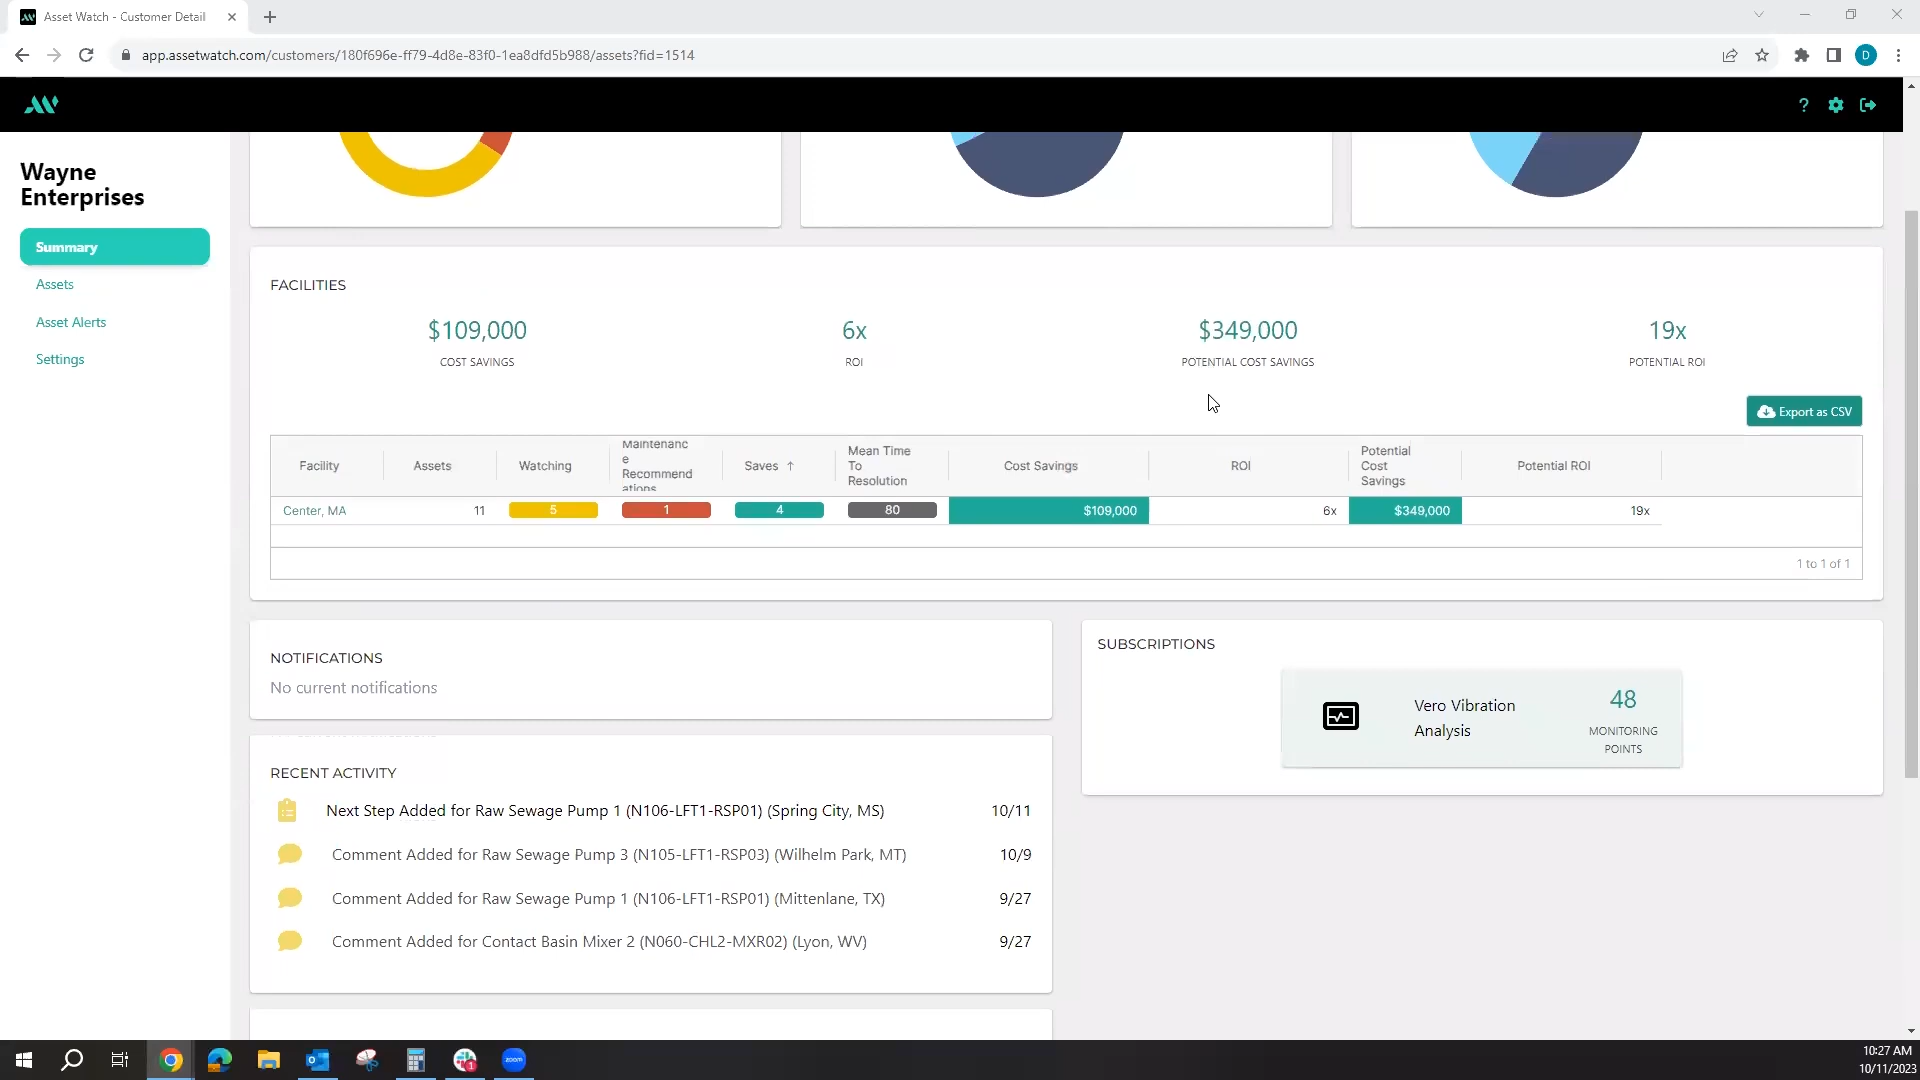 Asset Watch - Customer Detail
app.assetwatch.com/customers/180f696e-ff79-4d8e-83f0-1ea8dfd5b988/assets?fid=1514
D
?
Wayne
Enterprises
Summary
Assets
Asset Alerts
Settings
FACILITIES
$109,000 6x $349,000 19x
COST SAVINGS ROI POTENTIAL COST SAVINGS POTENTIAL ROI
Export as CSV
Facility Assets Watching
Maintenanc
e
Recommend
ations
Saves ↑
Mean Time
To
Resolution
Cost Savings ROI
Potential
Cost
Savings
Potential ROI
Center, MA 11 5 1 4 80 $109,000 6x $349,000 19x
1 to 1 of 1
NOTIFICATIONS
No current notifications
SUBSCRIPTIONS
Vero Vibration
Analysis
48
MONITORING
POINTS
RECENT ACTIVITY
Next Step Added for Raw Sewage Pump 1 (N106-LFT1-RSP01) (Spring City, MS) 10/11
Comment Added for Raw Sewage Pump 3 (N105-LFT1-RSP03) (Wilhelm Park, MT) 10/9
Comment Added for Raw Sewage Pump 1 (N106-LFT1-RSP01) (Mittenlane, TX) 9/27
Comment Added for Contact Basin Mixer 2 (N060-CHL2-MXR02) (Lyon, WV) 9/27
zoom
1
10:27 AM
10/11/2023